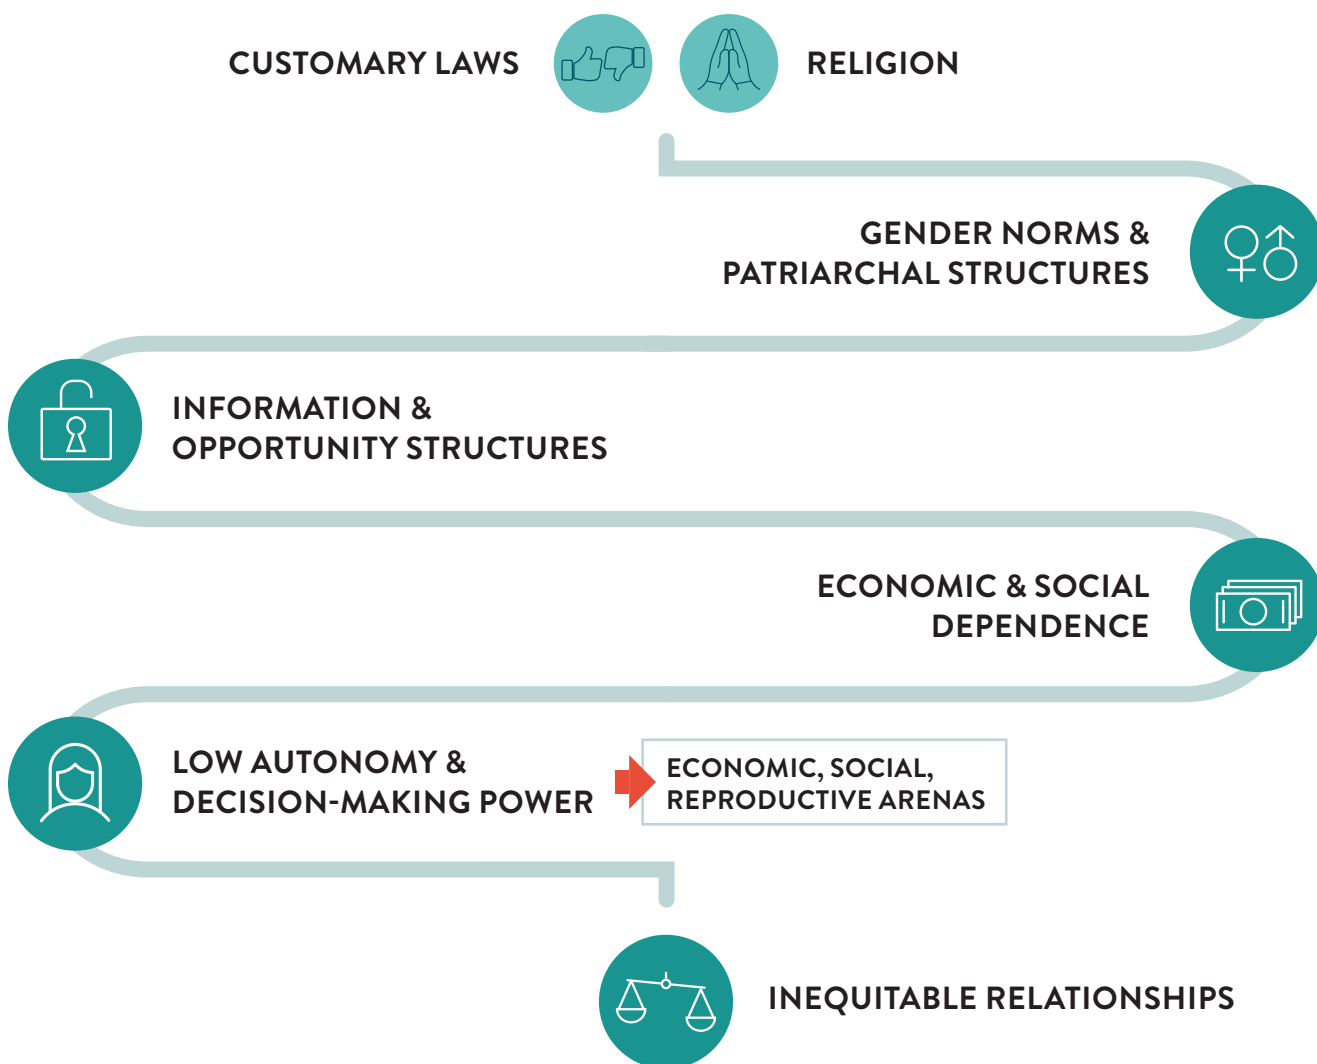 CUSTOMARY LAWS
RELIGION
GENDER NORMS &
PATRIARCHAL STRUCTURES
INFORMATION &
OPPORTUNITY STRUCTURES
ECONOMIC & SOCIAL
DEPENDENCE
LOW AUTONOMY &
DECISION-MAKING POWER
ECONOMIC, SOCIAL,
REPRODUCTIVE ARENAS
INEQUITABLE RELATIONSHIPS